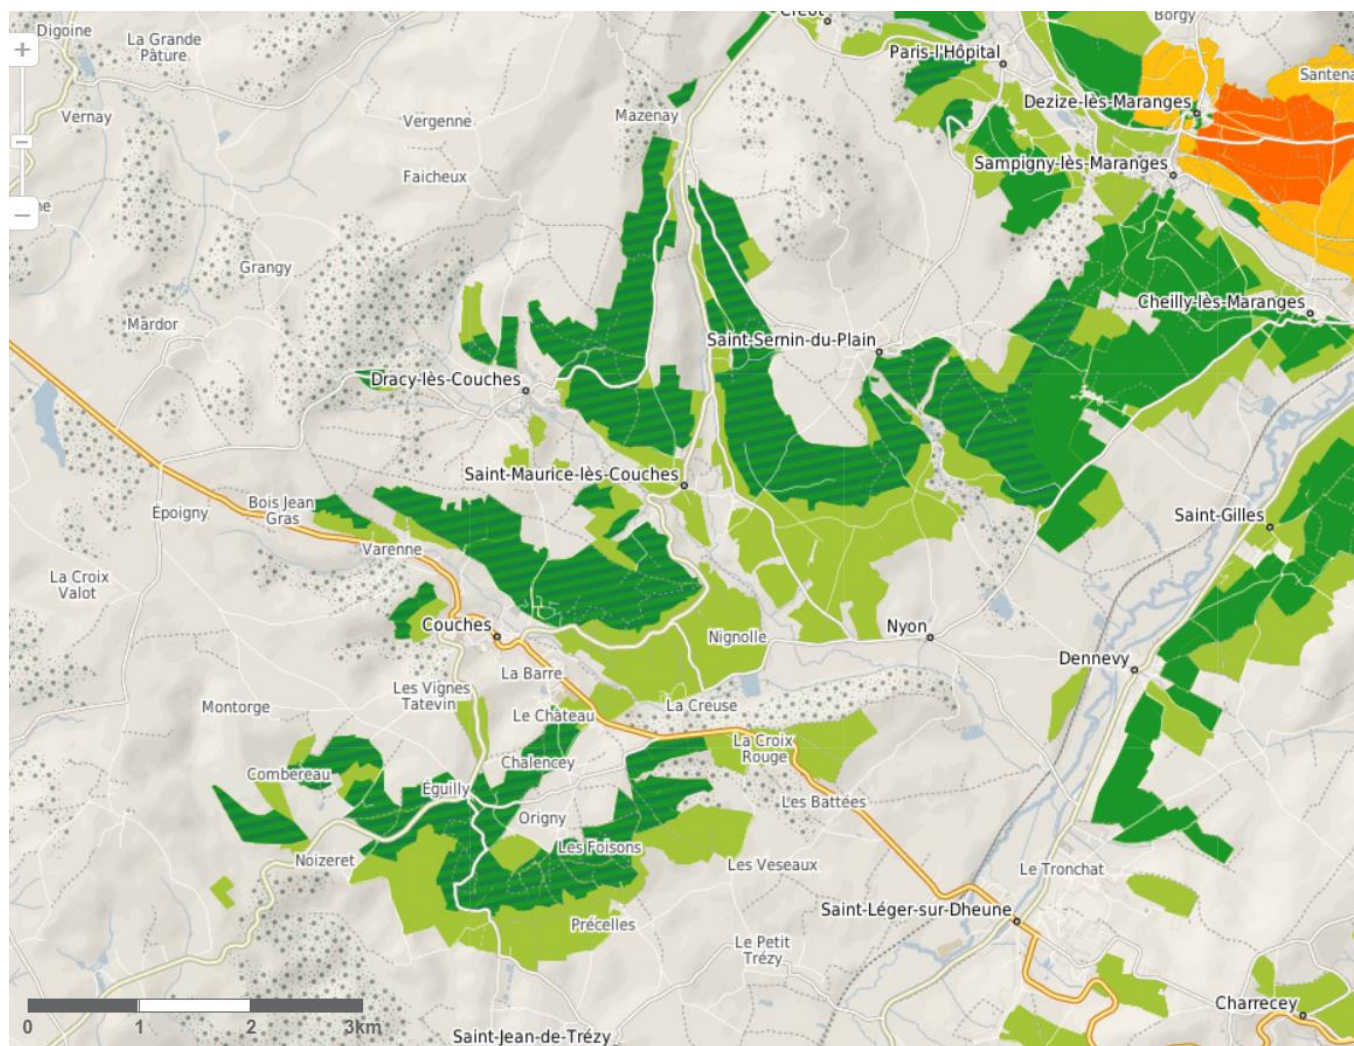 Créot
Borgy
Digoine
La Grande
Pâture
Paris-l'Hôpital
+
Santena
Dezize-lès-Maranges
Vernay
Mazenay
Vergenne
−
Sampigny-lès-Maranges
Faicheux
ne
−
Grangy
Cheilly-lès-Maranges
Mardor
Saint-Sernin-du-Plain
Dracy-lès-Couches
Saint-Maurice-lès-Couches
Bois Jean
Gras
Époigny
Saint-Gilles
Varenne
La Croix
Valot
Couches
Nyon
Nignolle
Dennevy
La Barre
Les Vignes
Tatevin
Montorge
La Creuse
Le Château
La Croix
Rouge
Chalencey
Combereau
Éguilly
Les Battées
Origny
Les Foisons
Noizeret
Les Veseaux
Le Tronchat
Saint-Léger-sur-Dheune
Précelles
Le Petit
Trézy
Charrecey
0 1 2 3km
Saint-Jean-de-Trézy